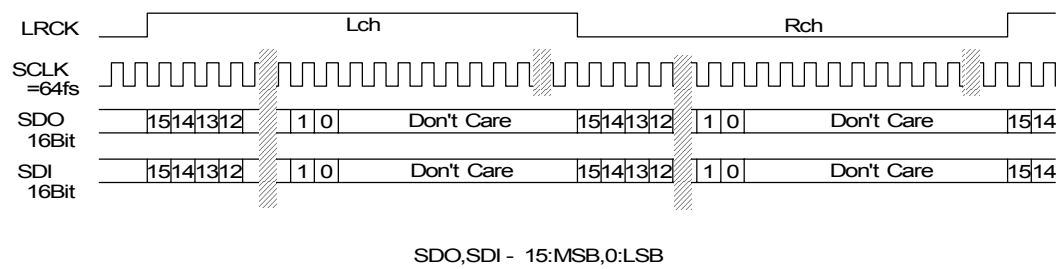 LRCK Lch Rch
SCLK
=64fs
SDO 15 14 13 12 1 0 Don't Care 15 14 13 12 1 0 Don't Care 15 14
16Bit
SDI 15 14 13 12 1 0 Don't Care 15 14 13 12 1 0 Don't Care 15 14
16Bit
SDO,SDI - 15:MSB,0:LSB